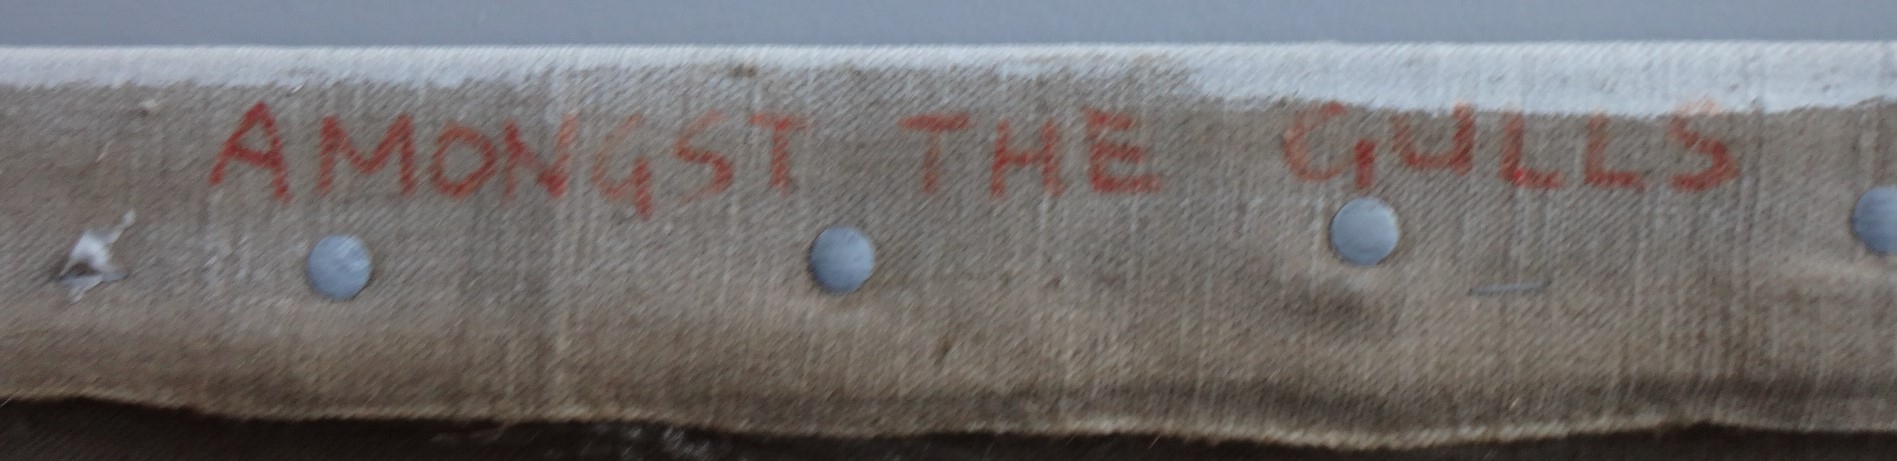 AMONGST THE GULLS